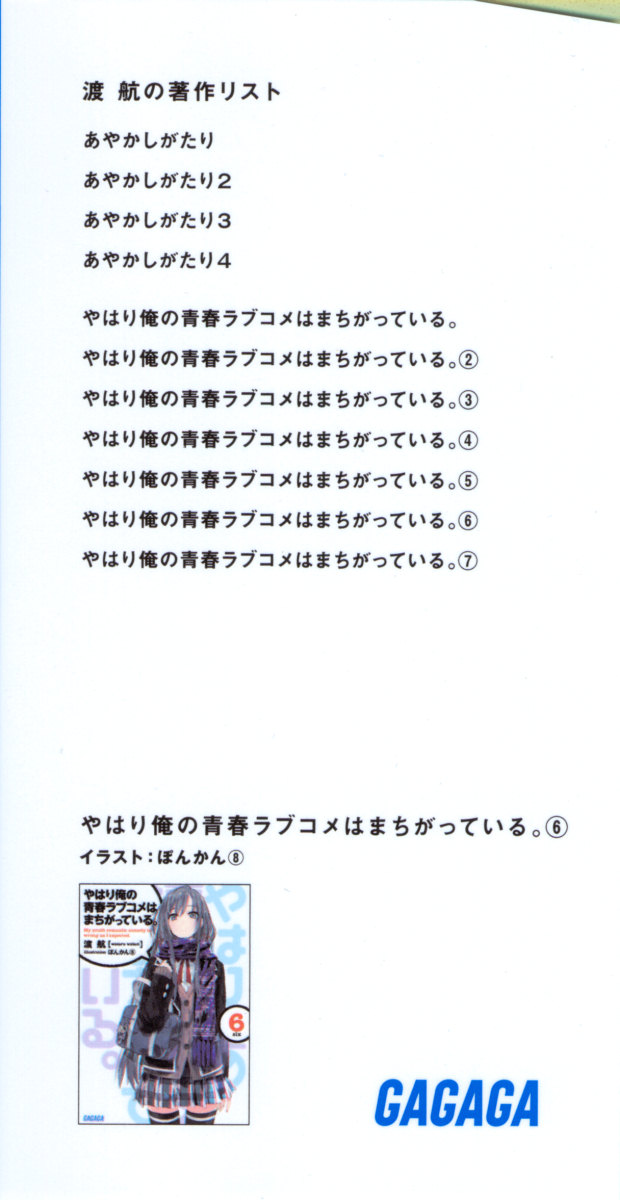 渡 航の著作リスト
あやかしがたり
あやかしがたり2
あやかしがたり3
あやかしがたり4
やはり俺の青春ラブコメはまちがっている。
やはり俺の青春ラブコメはまちがっている。②
やはり俺の青春ラブコメはまちがっている。③
やはり俺の青春ラブコメはまちがっている。④
やはり俺の青春ラブコメはまちがっている。⑤
やはり俺の青春ラブコメはまちがっている。⑥
やはり俺の青春ラブコメはまちがっている。⑦
やはり俺の青春ラブコメはまちがっている。⑥
イラスト：ぽんかん⑧
やはり俺の
青春ラブコメは
まちがっている。
My youth romantic comedy is
wrong as I expected.
渡 航 [wataru watari]
illustration ぽんかん⑧
6
six
GAGAGA
GAGAGA